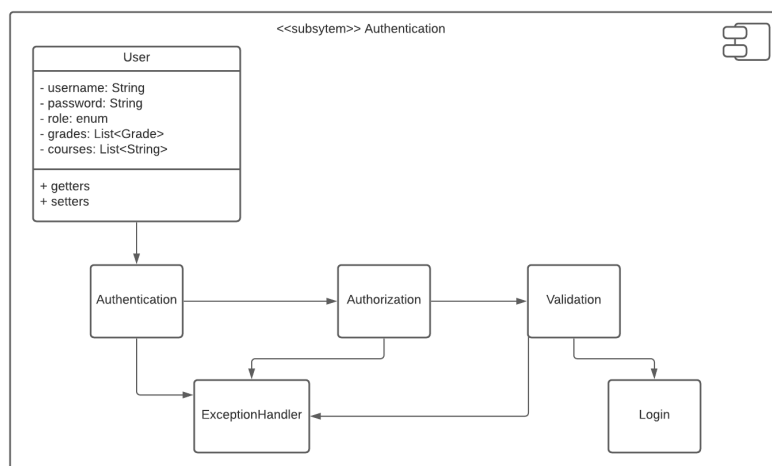 <<subsytem>> Authentication
User
- username: String
- password: String
- role: enum
- grades: List<Grade>
- courses: List<String>
+ getters
+ setters
Authentication
Authorization
Validation
ExceptionHandler
Login